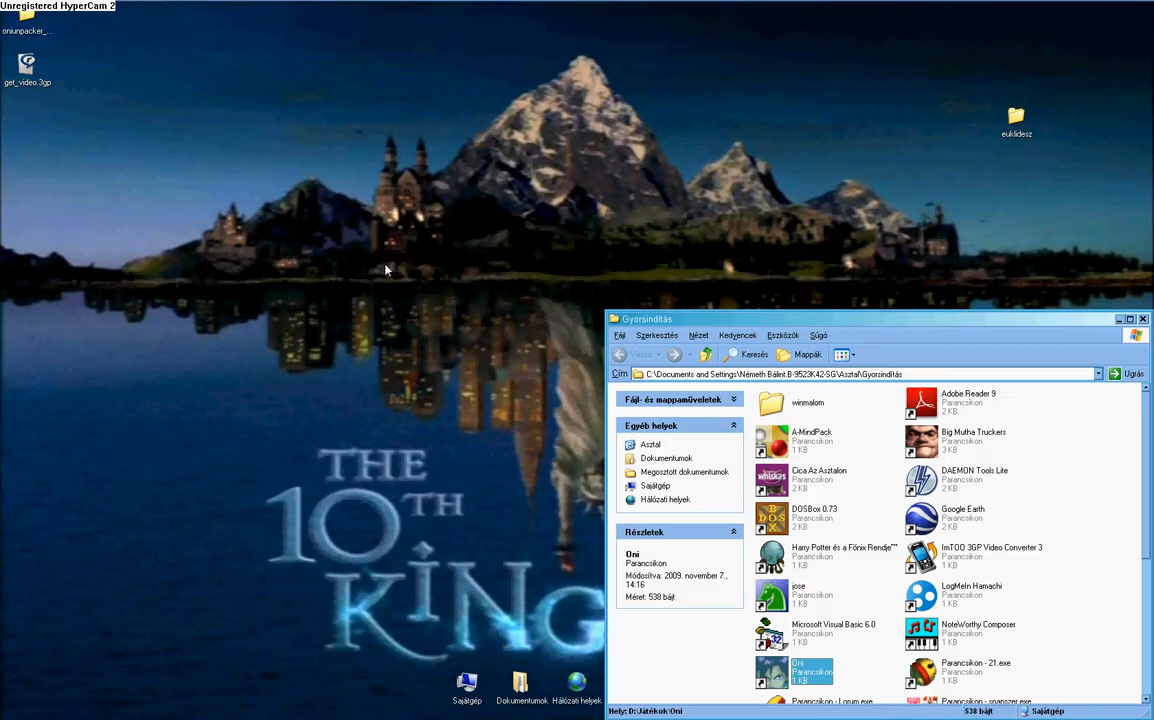 Unregistered HyperCam 2
oniunpacker_...
get_video.3gp
euklidesz
THE
10TH
KING
Sajátgép
Dokumentumok
Hálózati helyek
Gyorsindítás
Fájl Szerkesztés Nézet Kedvencek Eszközök Súgó
Vissza Keresés Mappák
Cím C:\Documents and Settings\Németh Bálint.B-9523K42-SG\Asztal\Gyorsindítás Ugrás
Fájl- és mappaműveletek
Egyéb helyek
Asztal
Dokumentumok
Megosztott dokumentumok
Sajátgép
Hálózati helyek
Részletek
Oni
Parancsikon
Módosítva: 2009. november 7.,
14:16
Méret: 538 bájt
winmalom
Adobe Reader 9
Parancsikon
2 KB
A-MindPack
Parancsikon
1 KB
Big Mutha Truckers
Parancsikon
3 KB
Cica Az Asztalon
Parancsikon
2 KB
whiskas
DAEMON Tools Lite
Parancsikon
2 KB
DOSBox 0.73
Parancsikon
2 KB
Google Earth
Parancsikon
2 KB
Harry Potter és a Főnix Rendje™
Parancsikon
1 KB
ImTOO 3GP Video Converter 3
Parancsikon
1 KB
jose
Parancsikon
1 KB
LogMeIn Hamachi
Parancsikon
1 KB
Microsoft Visual Basic 6.0
Parancsikon
1 KB
NoteWorthy Composer
Parancsikon
1 KB
Oni
Parancsikon
1 KB
Parancsikon - 21.exe
Parancsikon
1 KB
Parancsikon - Lorum.exe
Parancsikon - snapszer.exe
Hely: D:\Játékok\Oni 538 bájt Sajátgép